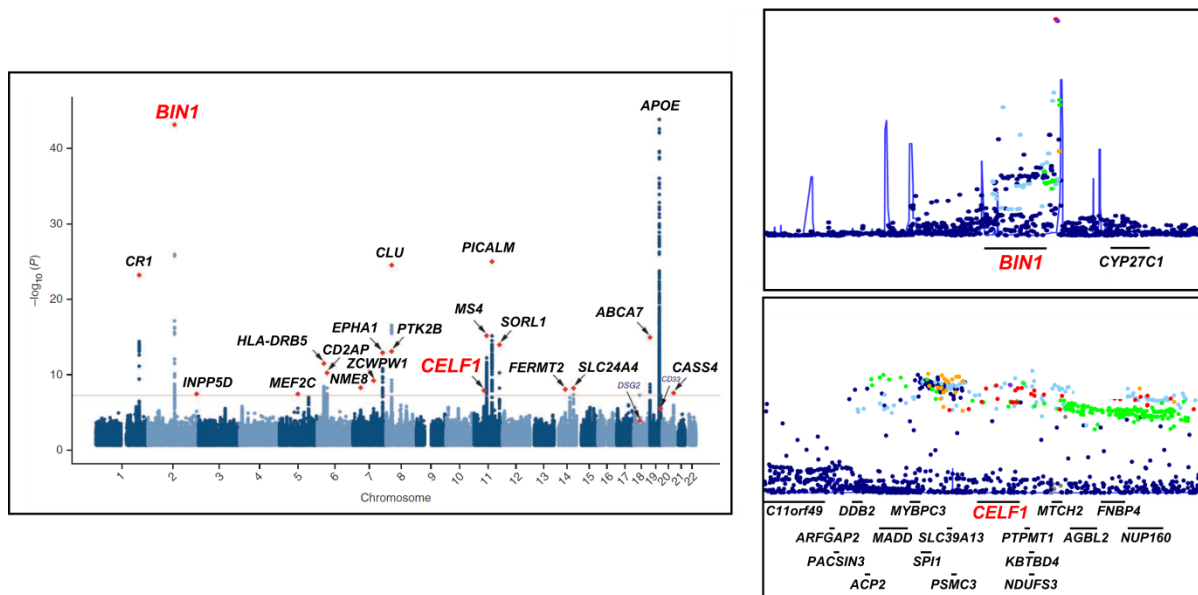 BIN1
APOE
40
30
CLU
PICALM
CR1
−log10 (P)
20
MS4
SORL1
ABCA7
EPHA1
PTK2B
HLA-DRB5
CD2AP
ZCWPW1
CELF1
FERMT2
SLC24A4
CASS4
10
INPP5D
MEF2C
NME8
DSG2
CD33
0
1 2 3 4 5 6 7 8 9 10 11 12 13 14 15 16 17 18 19 20 21 22
Chromosome
BIN1
CYP27C1
C11orf49 DDB2 MYBPC3 CELF1 MTCH2 FNBP4
ARFGAP2 MADD SLC39A13 PTPMT1 AGBL2 NUP160
PACSIN3 SPI1 KBTBD4
ACP2 PSMC3 NDUFS3